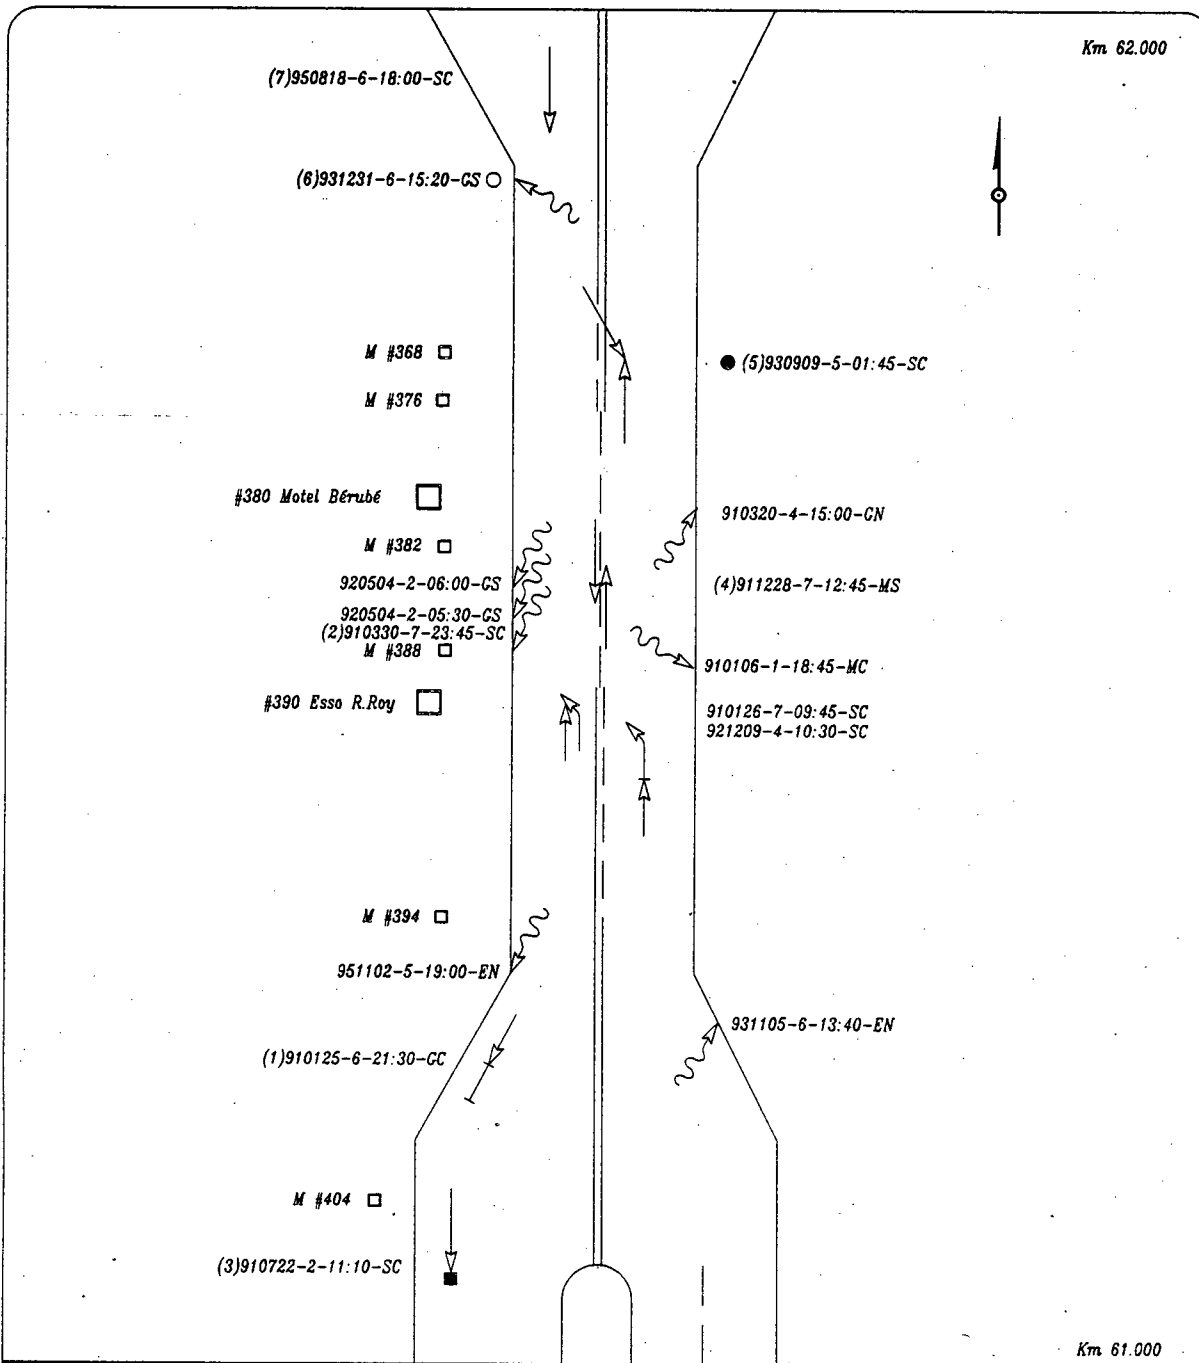 Km 62.000
(7)950818-6-18:00-SC
(6)931231-6-15:20-GS
M #368
(5)930909-5-01:45-SC
M #376
#380 Motel Bérubé
910320-4-15:00-GN
M #382
920504-2-06:00-GS
(4)911228-7-12:45-MS
920504-2-05:30-GS
(2)910330-7-23:45-SC
M #388
910106-1-18:45-MC
#390 Esso R.Roy
910126-7-09:45-SC
921209-4-10:30-SC
M #394
951102-5-19:00-EN
931105-6-13:40-EN
(1)910125-6-21:30-GC
M #404
(3)910722-2-11:10-SC
Km 61.000